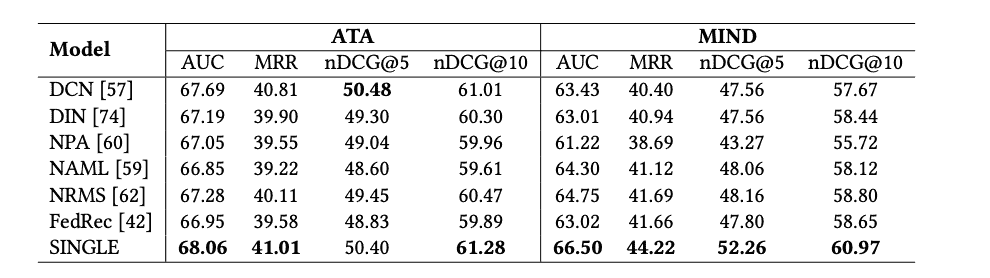 Model ATA MIND
AUC MRR nDCG@5 nDCG@10 AUC MRR nDCG@5 nDCG@10
DCN [57] 67.69 40.81 50.48 61.01 63.43 40.40 47.56 57.67
DIN [74] 67.19 39.90 49.30 60.30 63.01 40.94 47.56 58.44
NPA [60] 67.05 39.55 49.04 59.96 61.22 38.69 43.27 55.72
NAML [59] 66.85 39.22 48.60 59.61 64.30 41.12 48.06 58.12
NRMS [62] 67.28 40.11 49.45 60.47 64.75 41.69 48.16 58.80
FedRec [42] 66.95 39.58 48.83 59.89 63.02 41.66 47.80 58.65
SINGLE 68.06 41.01 50.40 61.28 66.50 44.22 52.26 60.97